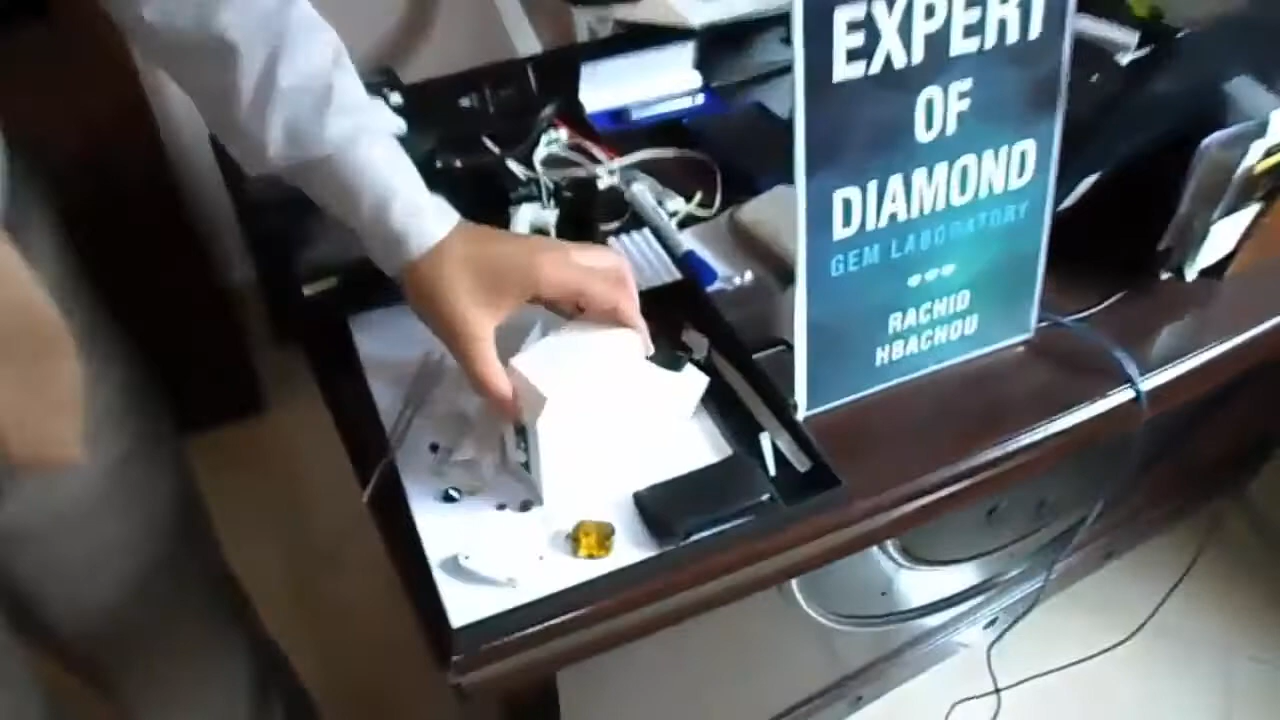 EXPERT
OF
DIAMOND
GEM LABORATORY
RACHID
HBACHOU